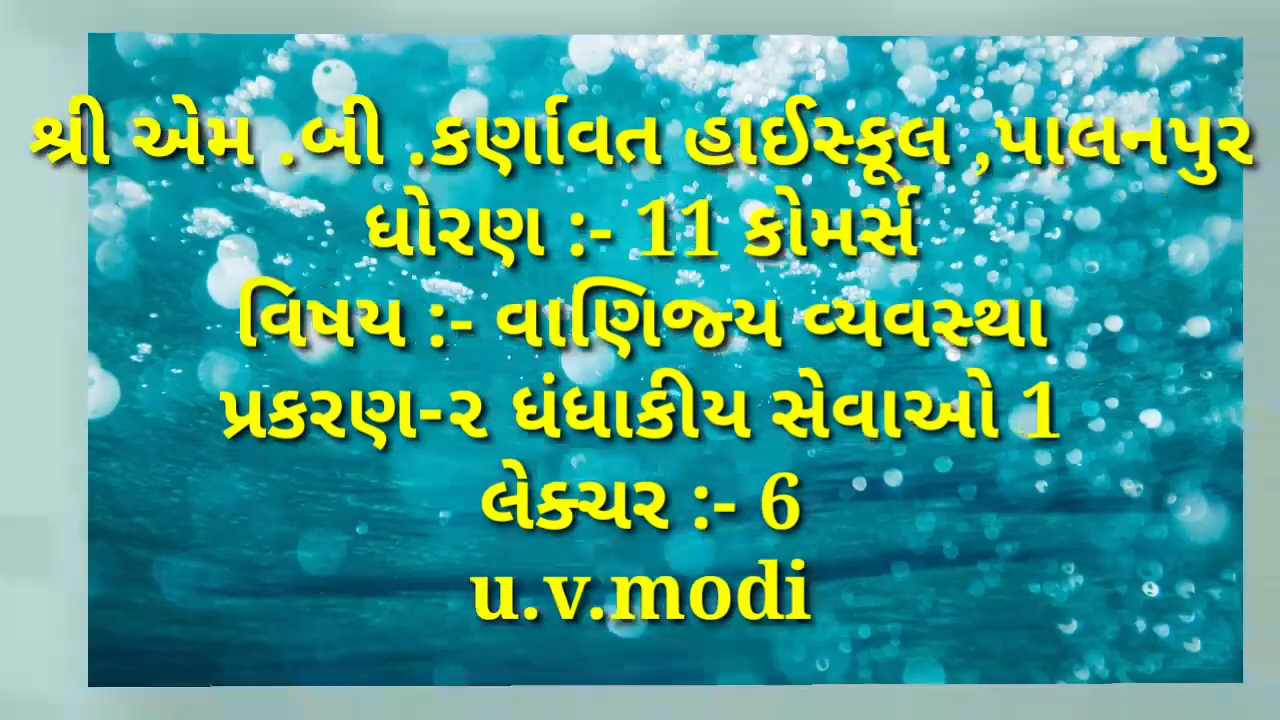 શ્રી એમ .બી .કર્ણાવત હાઈસ્કૂલ ,પાલનપુર
ધોરણ :- 11 કોમર્સ
વિષય :- વાણિજ્ય વ્યવસ્થા
પ્રકરણ-૨ ધંધાકીય સેવાઓ 1
લેક્ચર :- 6
u.v.modi